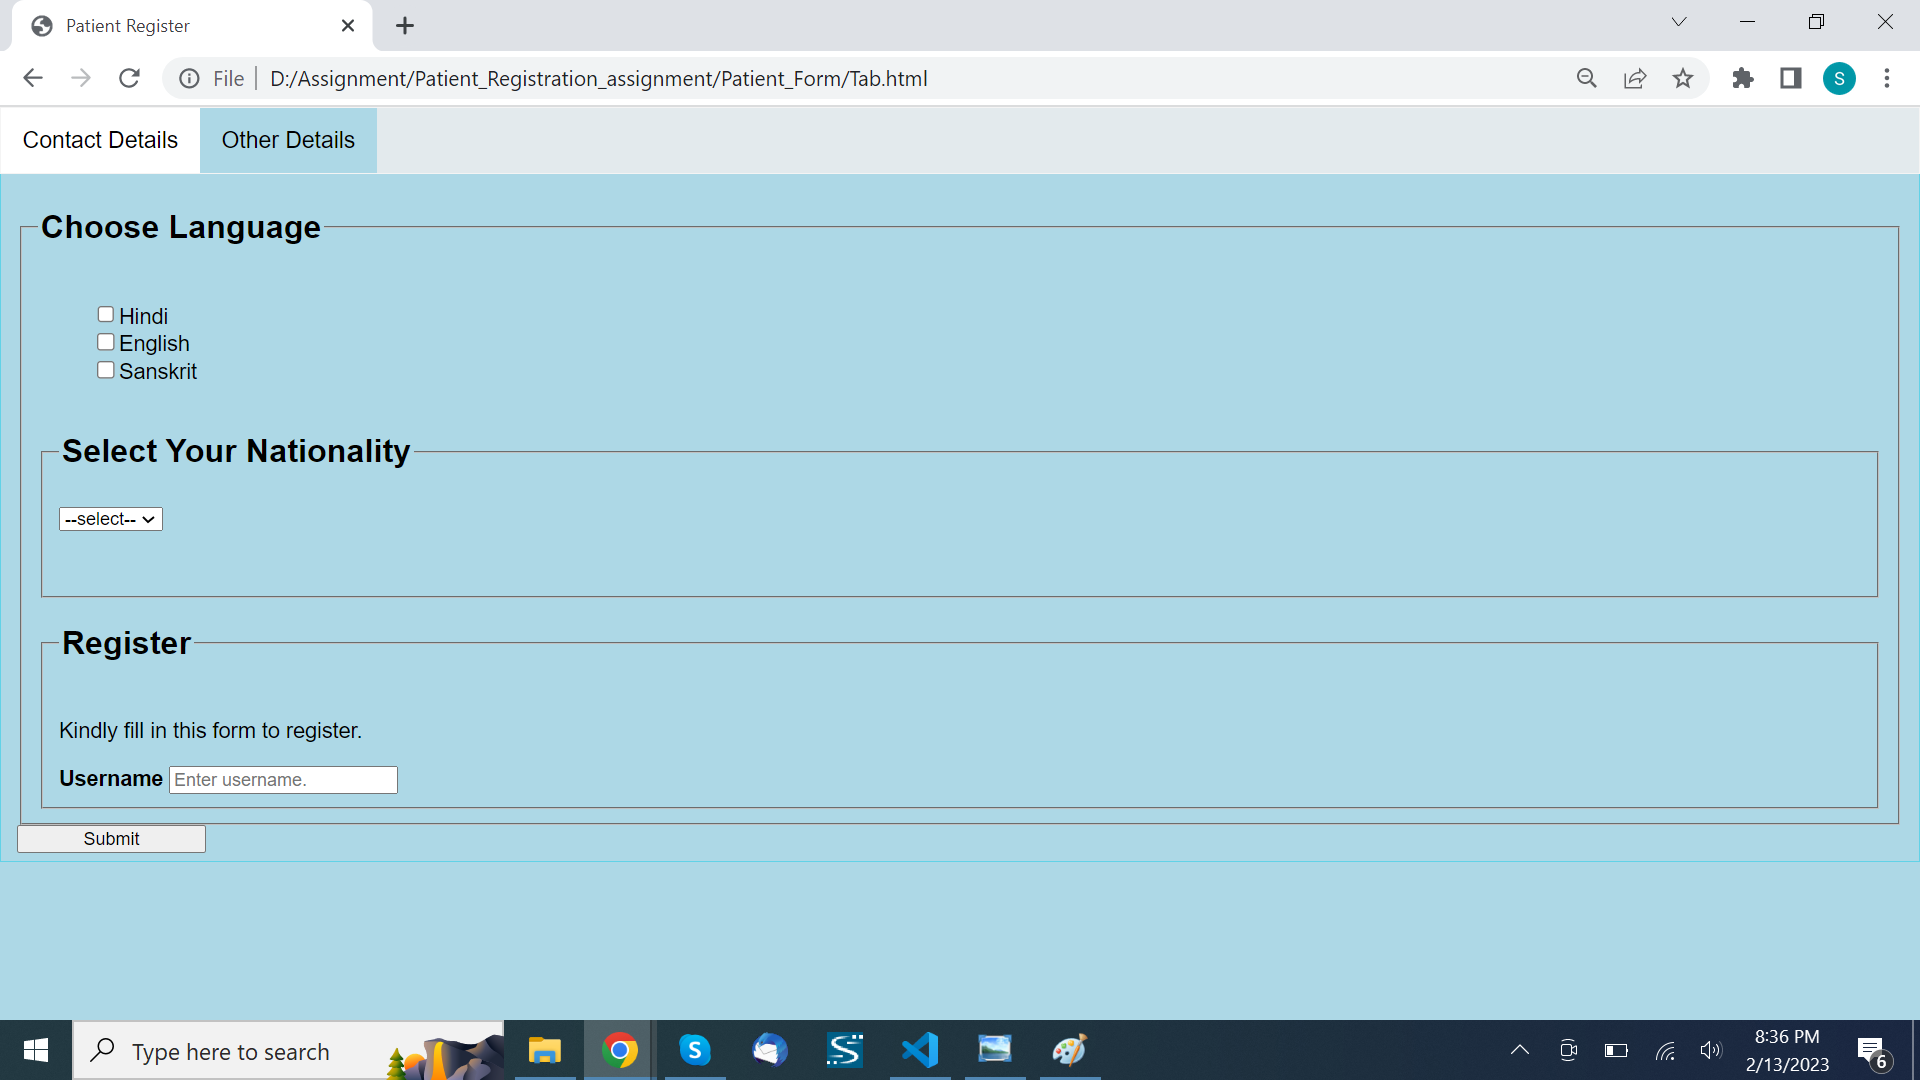 Patient Register
File D:/Assignment/Patient_Registration_assignment/Patient_Form/Tab.html
S
Contact Details Other Details
Choose Language
Hindi
English
Sanskrit
Select Your Nationality
--select--
Register
Kindly fill in this form to register.
Username Enter username.
Submit
Type here to search
S
S
8:36 PM
2/13/2023
6